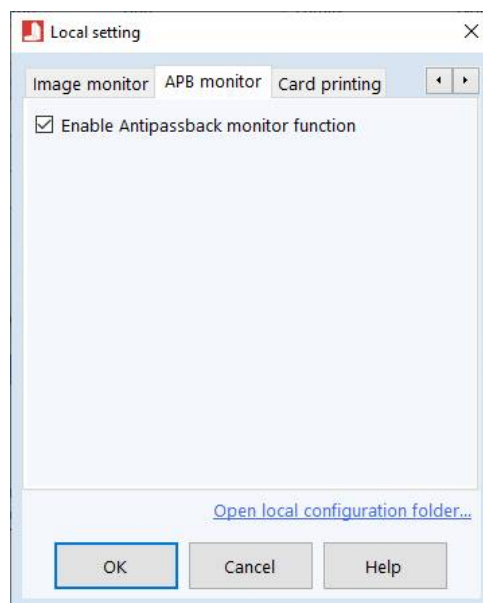 Local setting
Image monitor APB monitor Card printing
Enable Antipassback monitor function
Open local configuration folder...
OK Cancel Help